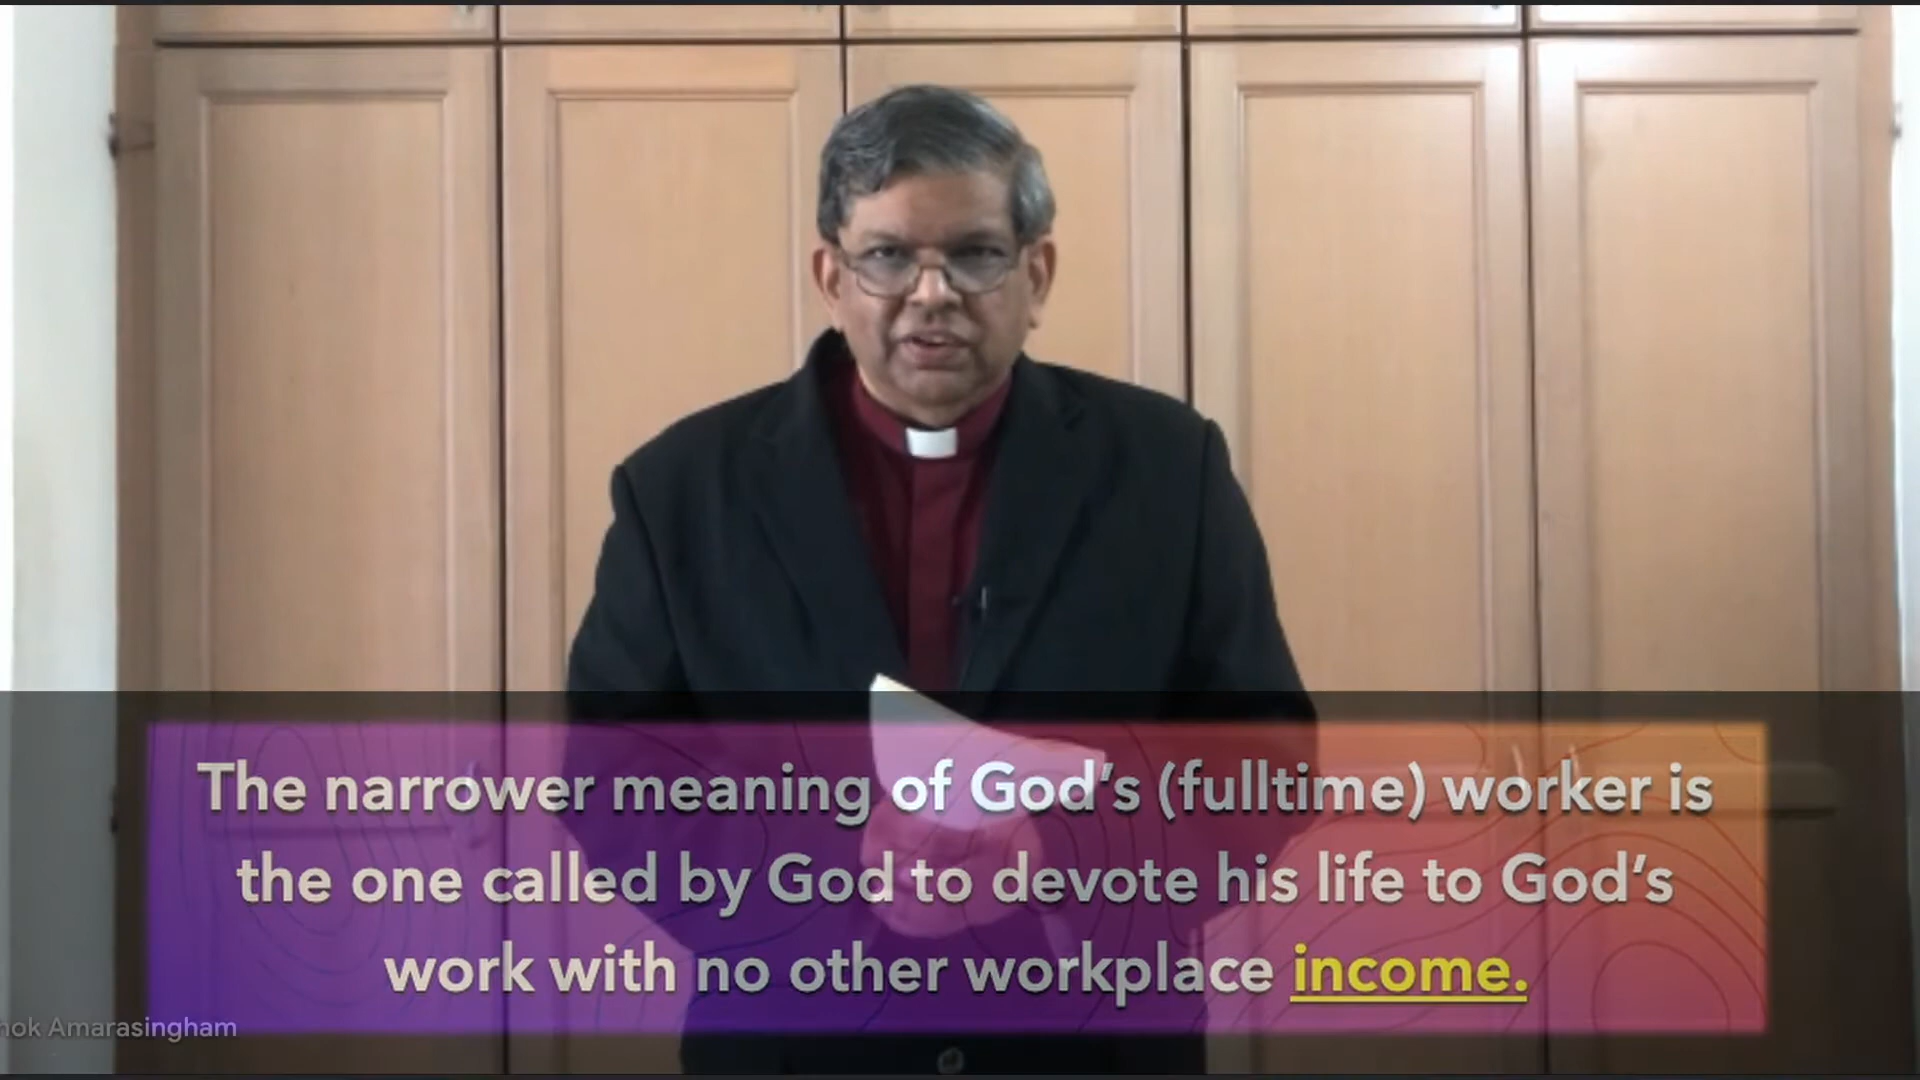 The narrower meaning of God's (fulltime) worker is
the one called by God to devote his life to God's
work with no other workplace income.
hok Amarasingham